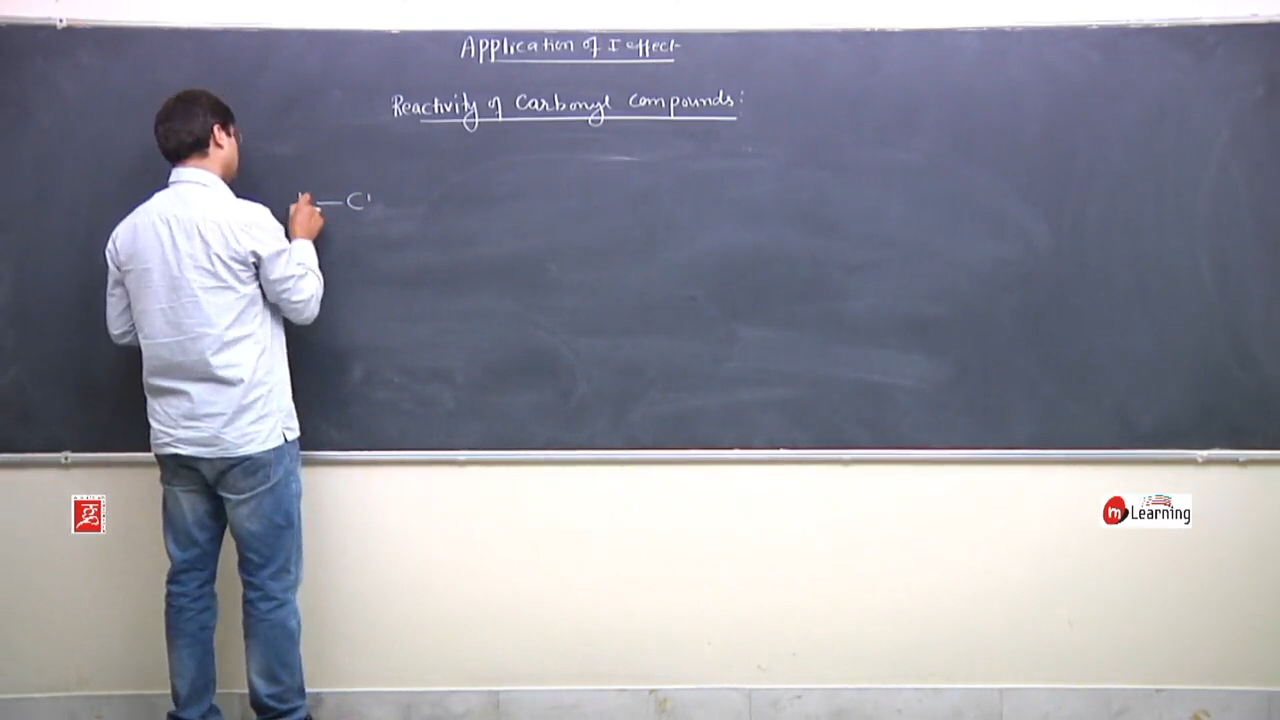 Application of I effect
Reactivity of Carbonyl Compounds:
—C'
m Learning